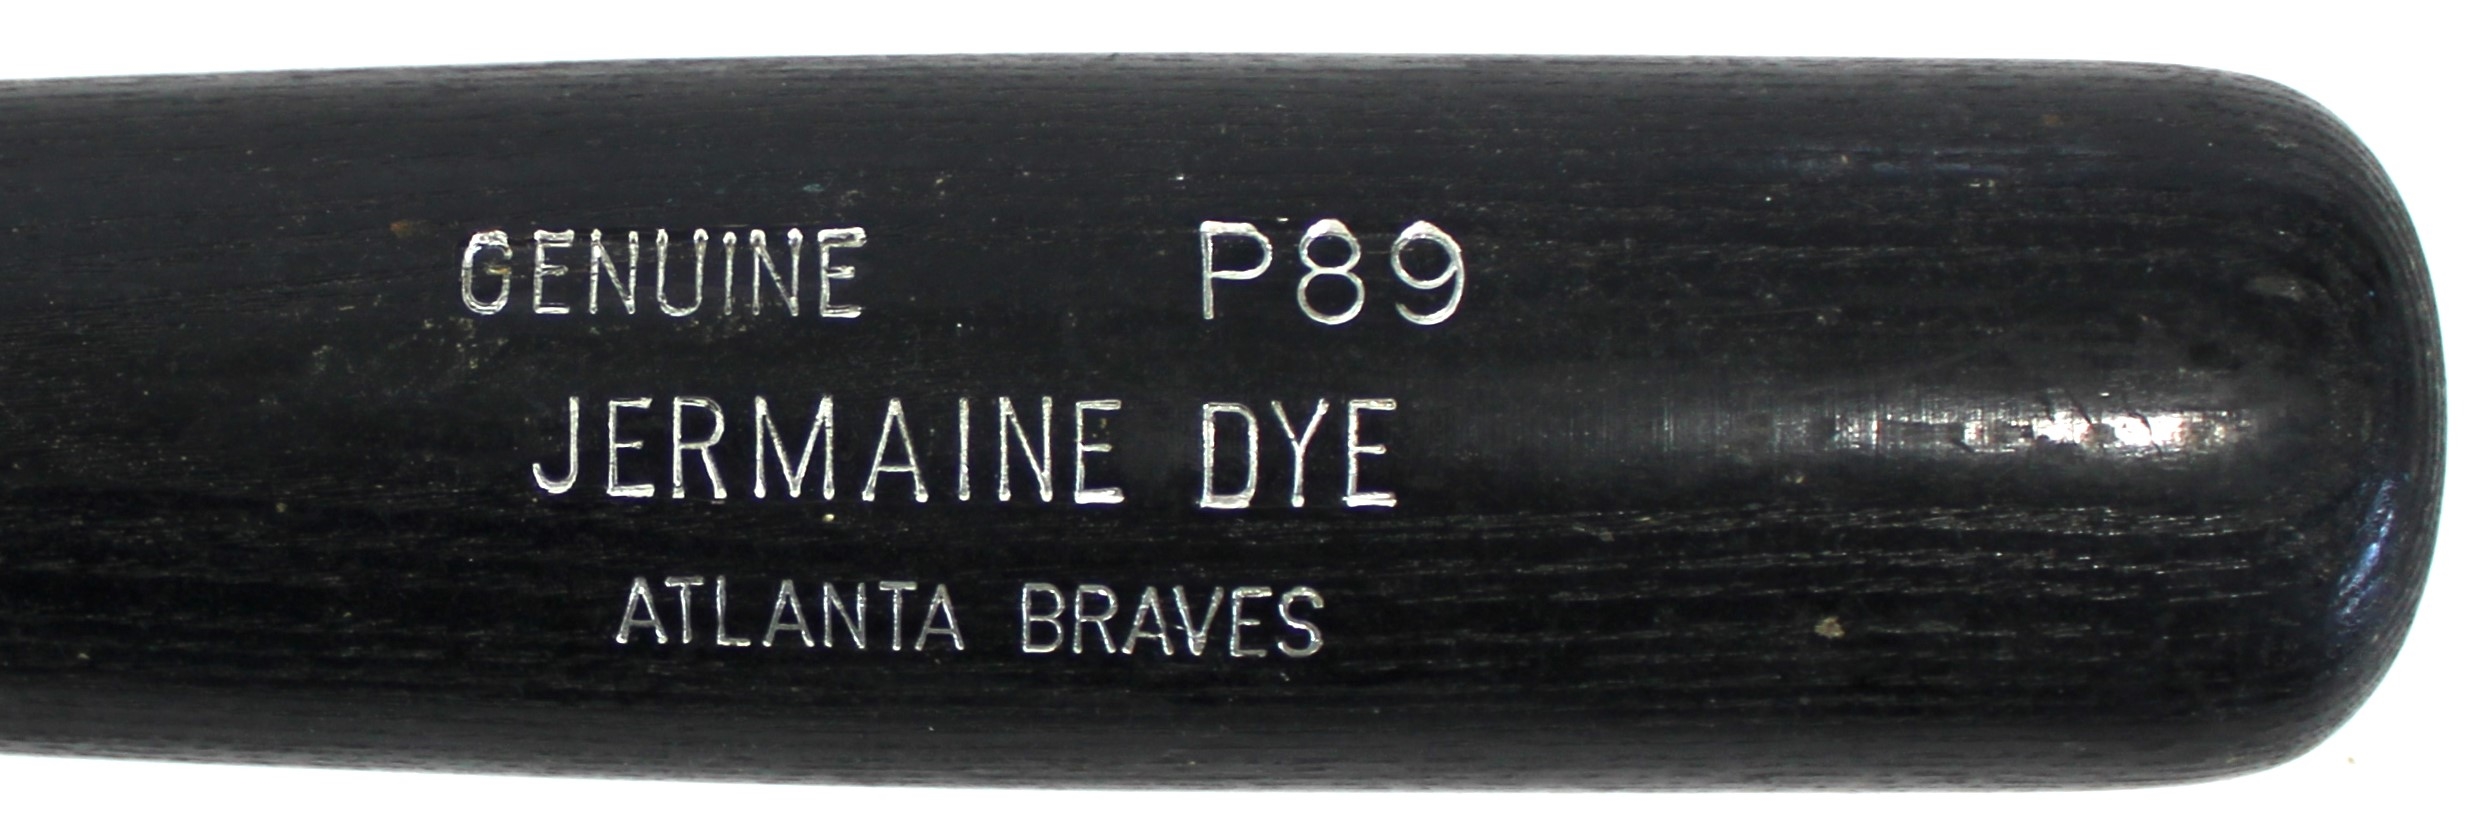 GENUINE P89
JERMAINE DYE
ATLANTA BRAVES